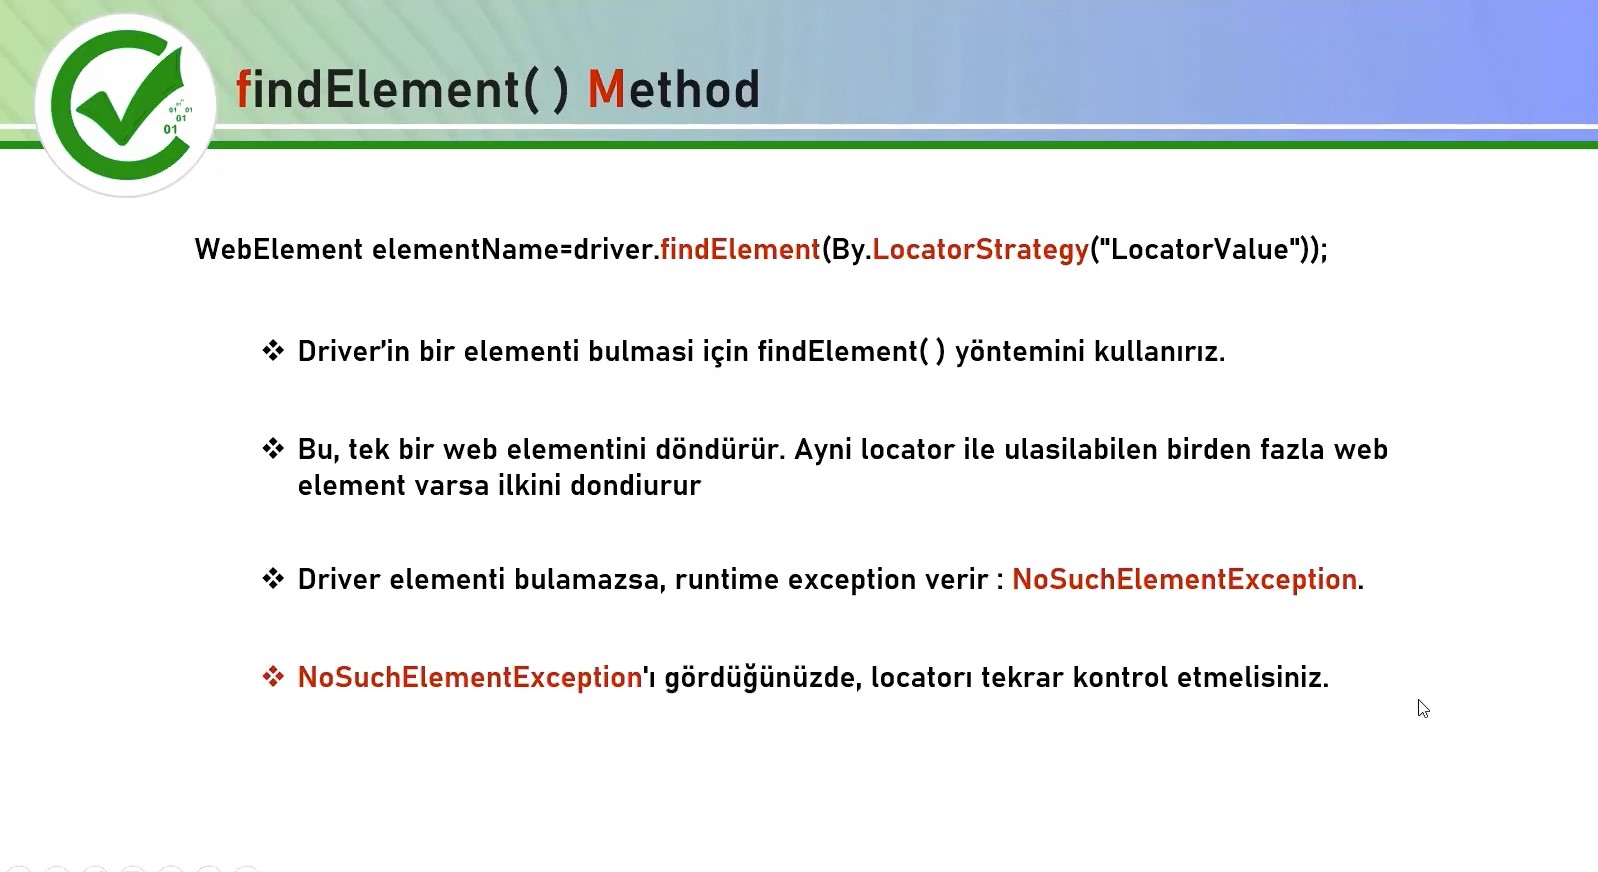 findElement( ) Method
01 01
01
01
WebElement elementName=driver.findElement(By.LocatorStrategy("LocatorValue"));
❖ Driver’in bir elementi bulmasi için findElement( ) yöntemini kullanırız.
❖ Bu, tek bir web elementini döndürür. Ayni locator ile ulasilabilen birden fazla web
element varsa ilkini dondiurur
❖ Driver elementi bulamazsa, runtime exception verir : NoSuchElementException.
❖ NoSuchElementException'ı gördüğünüzde, locatorı tekrar kontrol etmelisiniz.